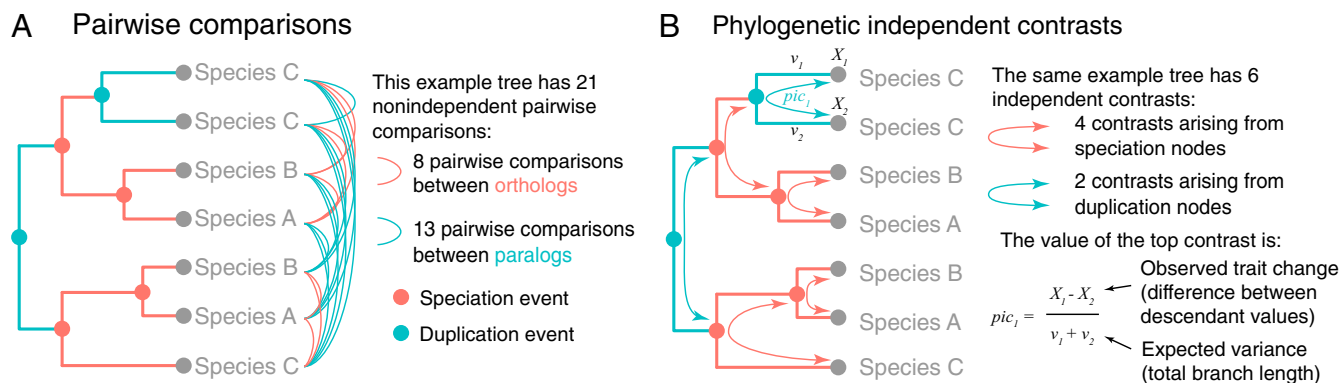 A Pairwise comparisons
Species C
Species C
Species B
Species A
Species B
Species A
Species C
This example tree has 21
nonindependent pairwise
comparisons:
8 pairwise comparisons
between orthologs
13 pairwise comparisons
between paralogs
Speciation event
Duplication event
B Phylogenetic independent contrasts
v1 X1
pic1
v2 X2
Species C
Species C
Species B
Species A
Species B
Species A
Species C
The same example tree has 6
independent contrasts:
4 contrasts arising from
speciation nodes
2 contrasts arising from
duplication nodes
The value of the top contrast is:
pic1 =
X1 - X2
v1 + v2
Observed trait change
(difference between
descendant values)
Expected variance
(total branch length)